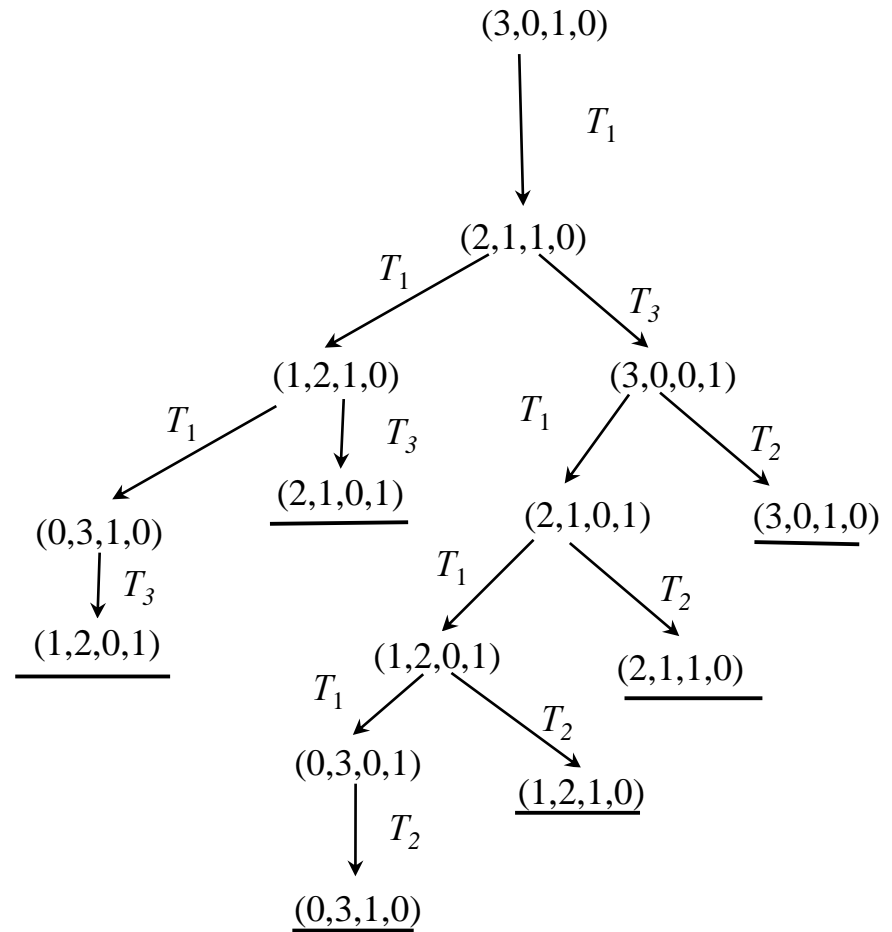 (3,0,1,0)
T1
(2,1,1,0)
T1
T3
(1,2,1,0)
(3,0,0,1)
T1
T3
T1
T2
(2,1,0,1)
(0,3,1,0)
(2,1,0,1)
(3,0,1,0)
T3
T1
T2
(1,2,0,1)
(1,2,0,1)
(2,1,1,0)
T1
T2
(0,3,0,1)
(1,2,1,0)
T2
(0,3,1,0)